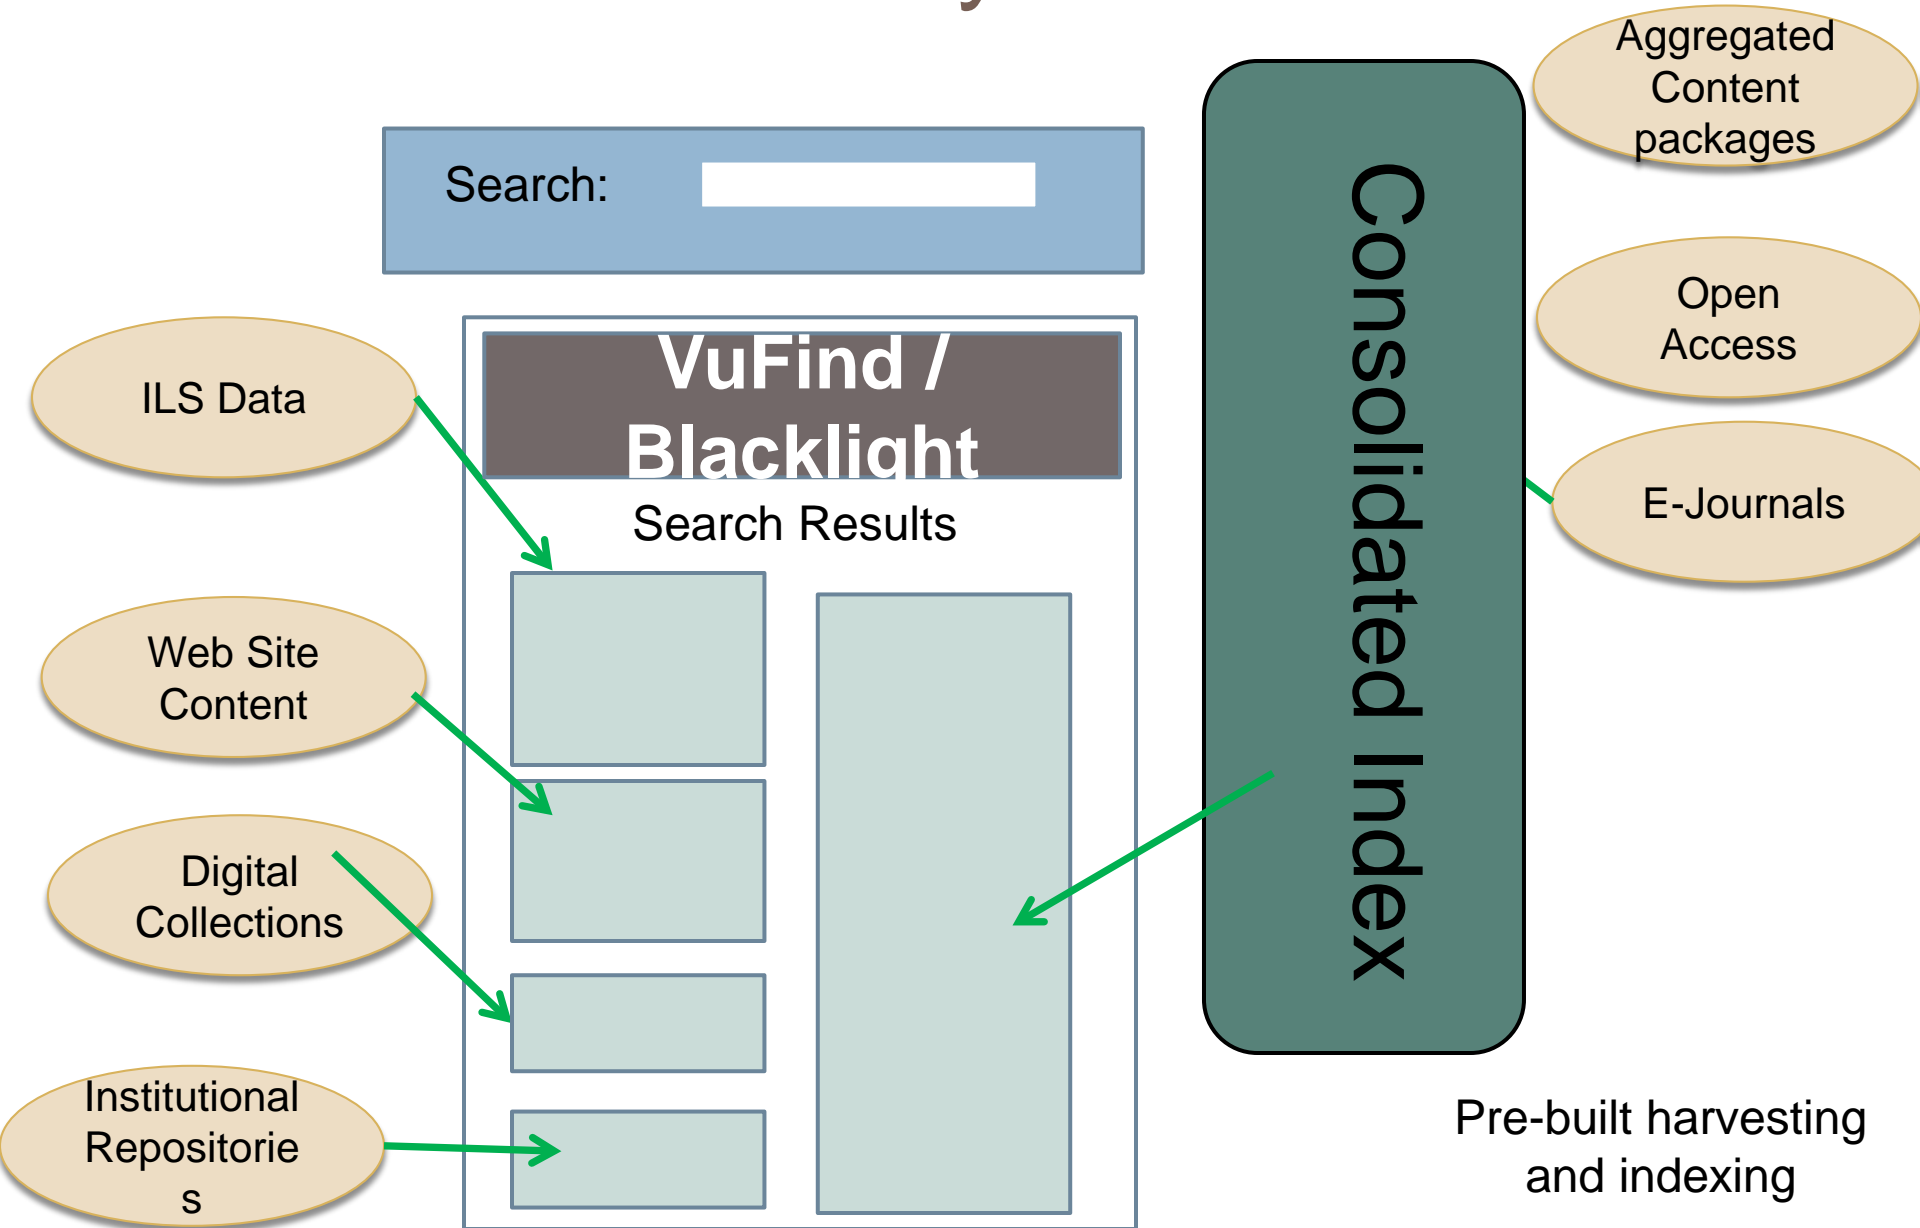 Search:
VuFind /
Blacklight
Search Results
ILS Data
Web Site
Content
Digital
Collections
Institutional
Repositorie
s
Consolidated Index
Aggregated
Content
packages
Open
Access
E-Journals
Pre-built harvesting
and indexing